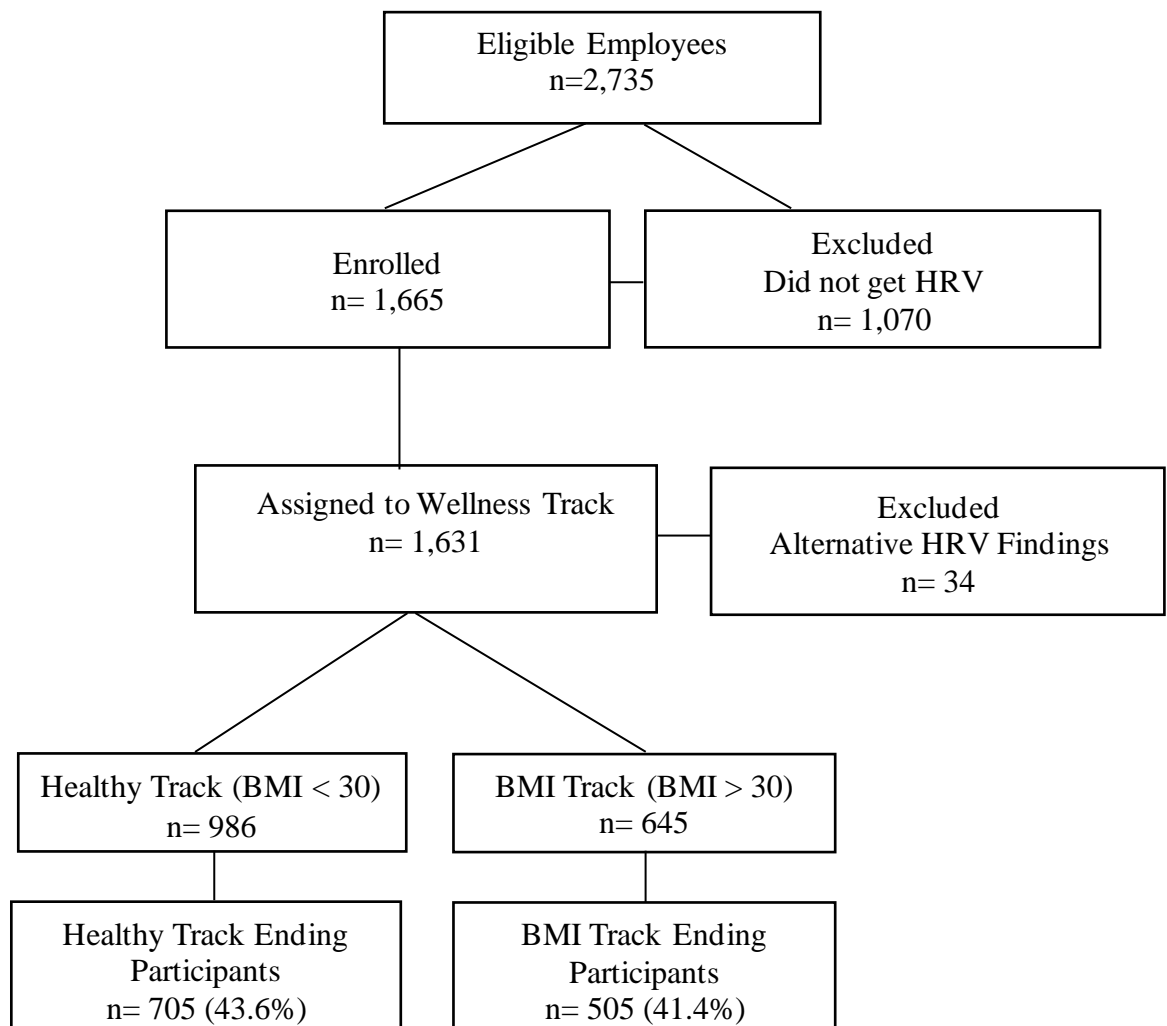 Eligible Employees
n=2,735
Enrolled
n= 1,665
Excluded
Did not get HRV
n= 1,070
Assigned to Wellness Track
n= 1,631
Excluded
Alternative HRV Findings
n= 34
Healthy Track (BMI < 30)
n= 986
BMI Track (BMI > 30)
n= 645
Healthy Track Ending
Participants
n= 705 (43.6%)
BMI Track Ending
Participants
n= 505 (41.4%)